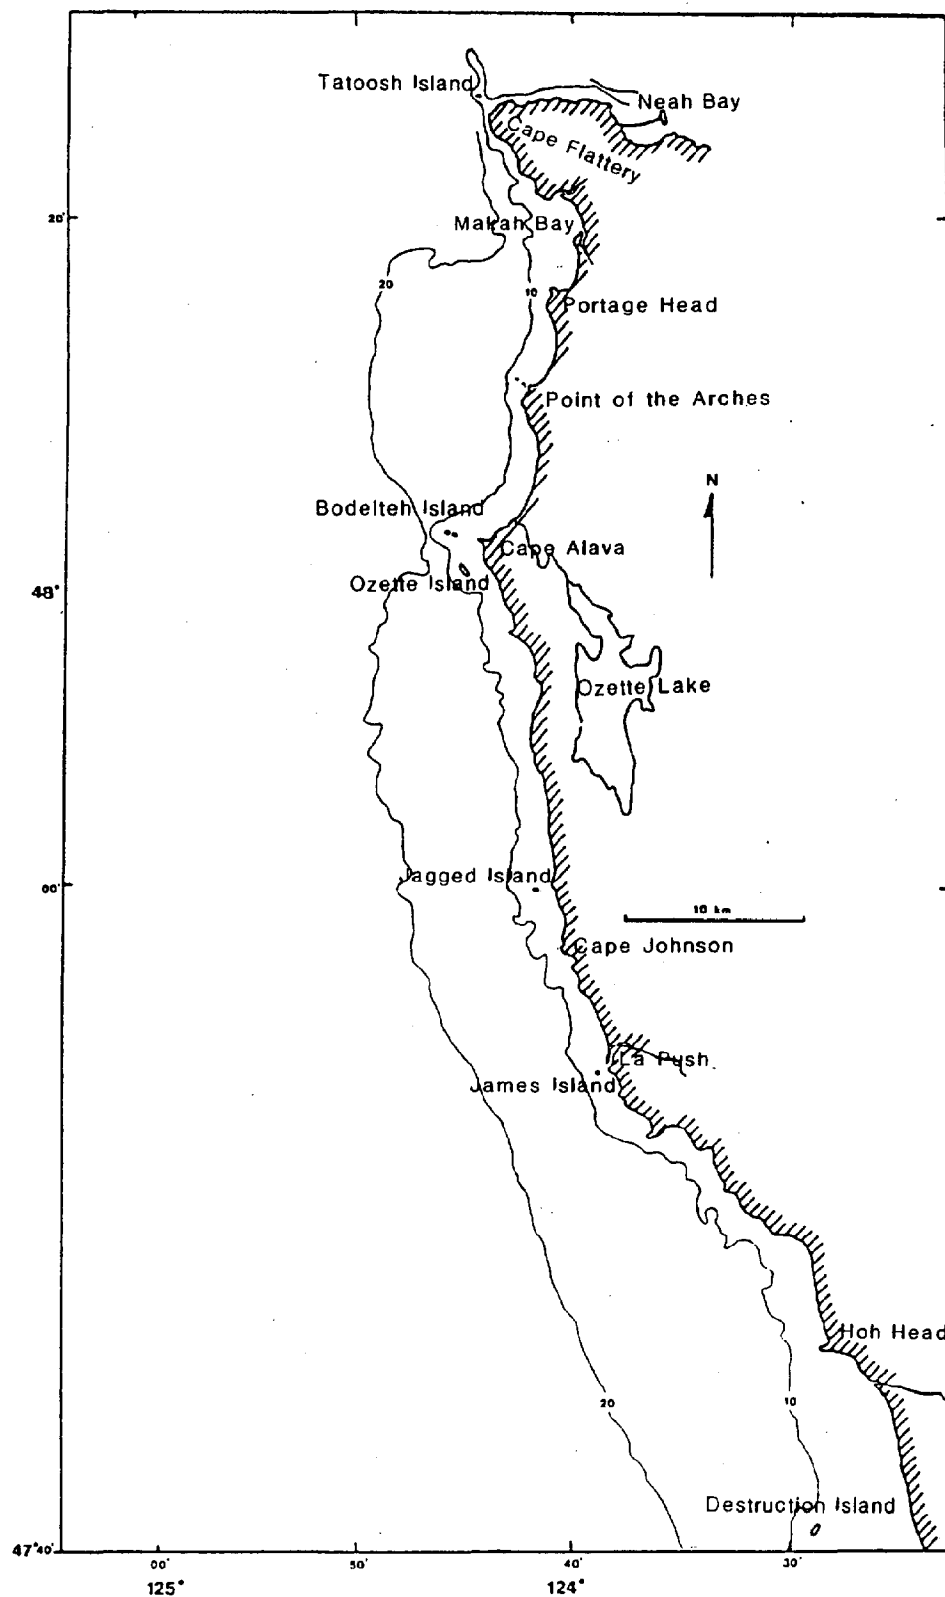 Tatoosh Island
Neah Bay
Cape Flattery
20'
Makah Bay
20
10
Portage Head
Point of the Arches
N
Bodelteh Island
Cape Alava
Ozette Island
48°
Ozette Lake
Jagged Island
00'
10 km
Cape Johnson
La Push
James Island
Hoh Head
20
10
Destruction Island
47°40'
00'
50'
40'
30'
125°
124°